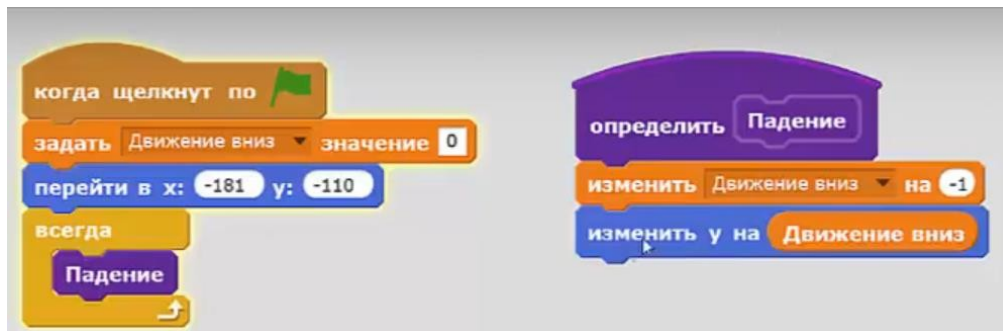 когда щелкнут по
задать Движение вниз значение 0
перейти в x: -181 y: -110
всегда
Падение
определить Падение
изменить Движение вниз на -1
изменить y на Движение вниз